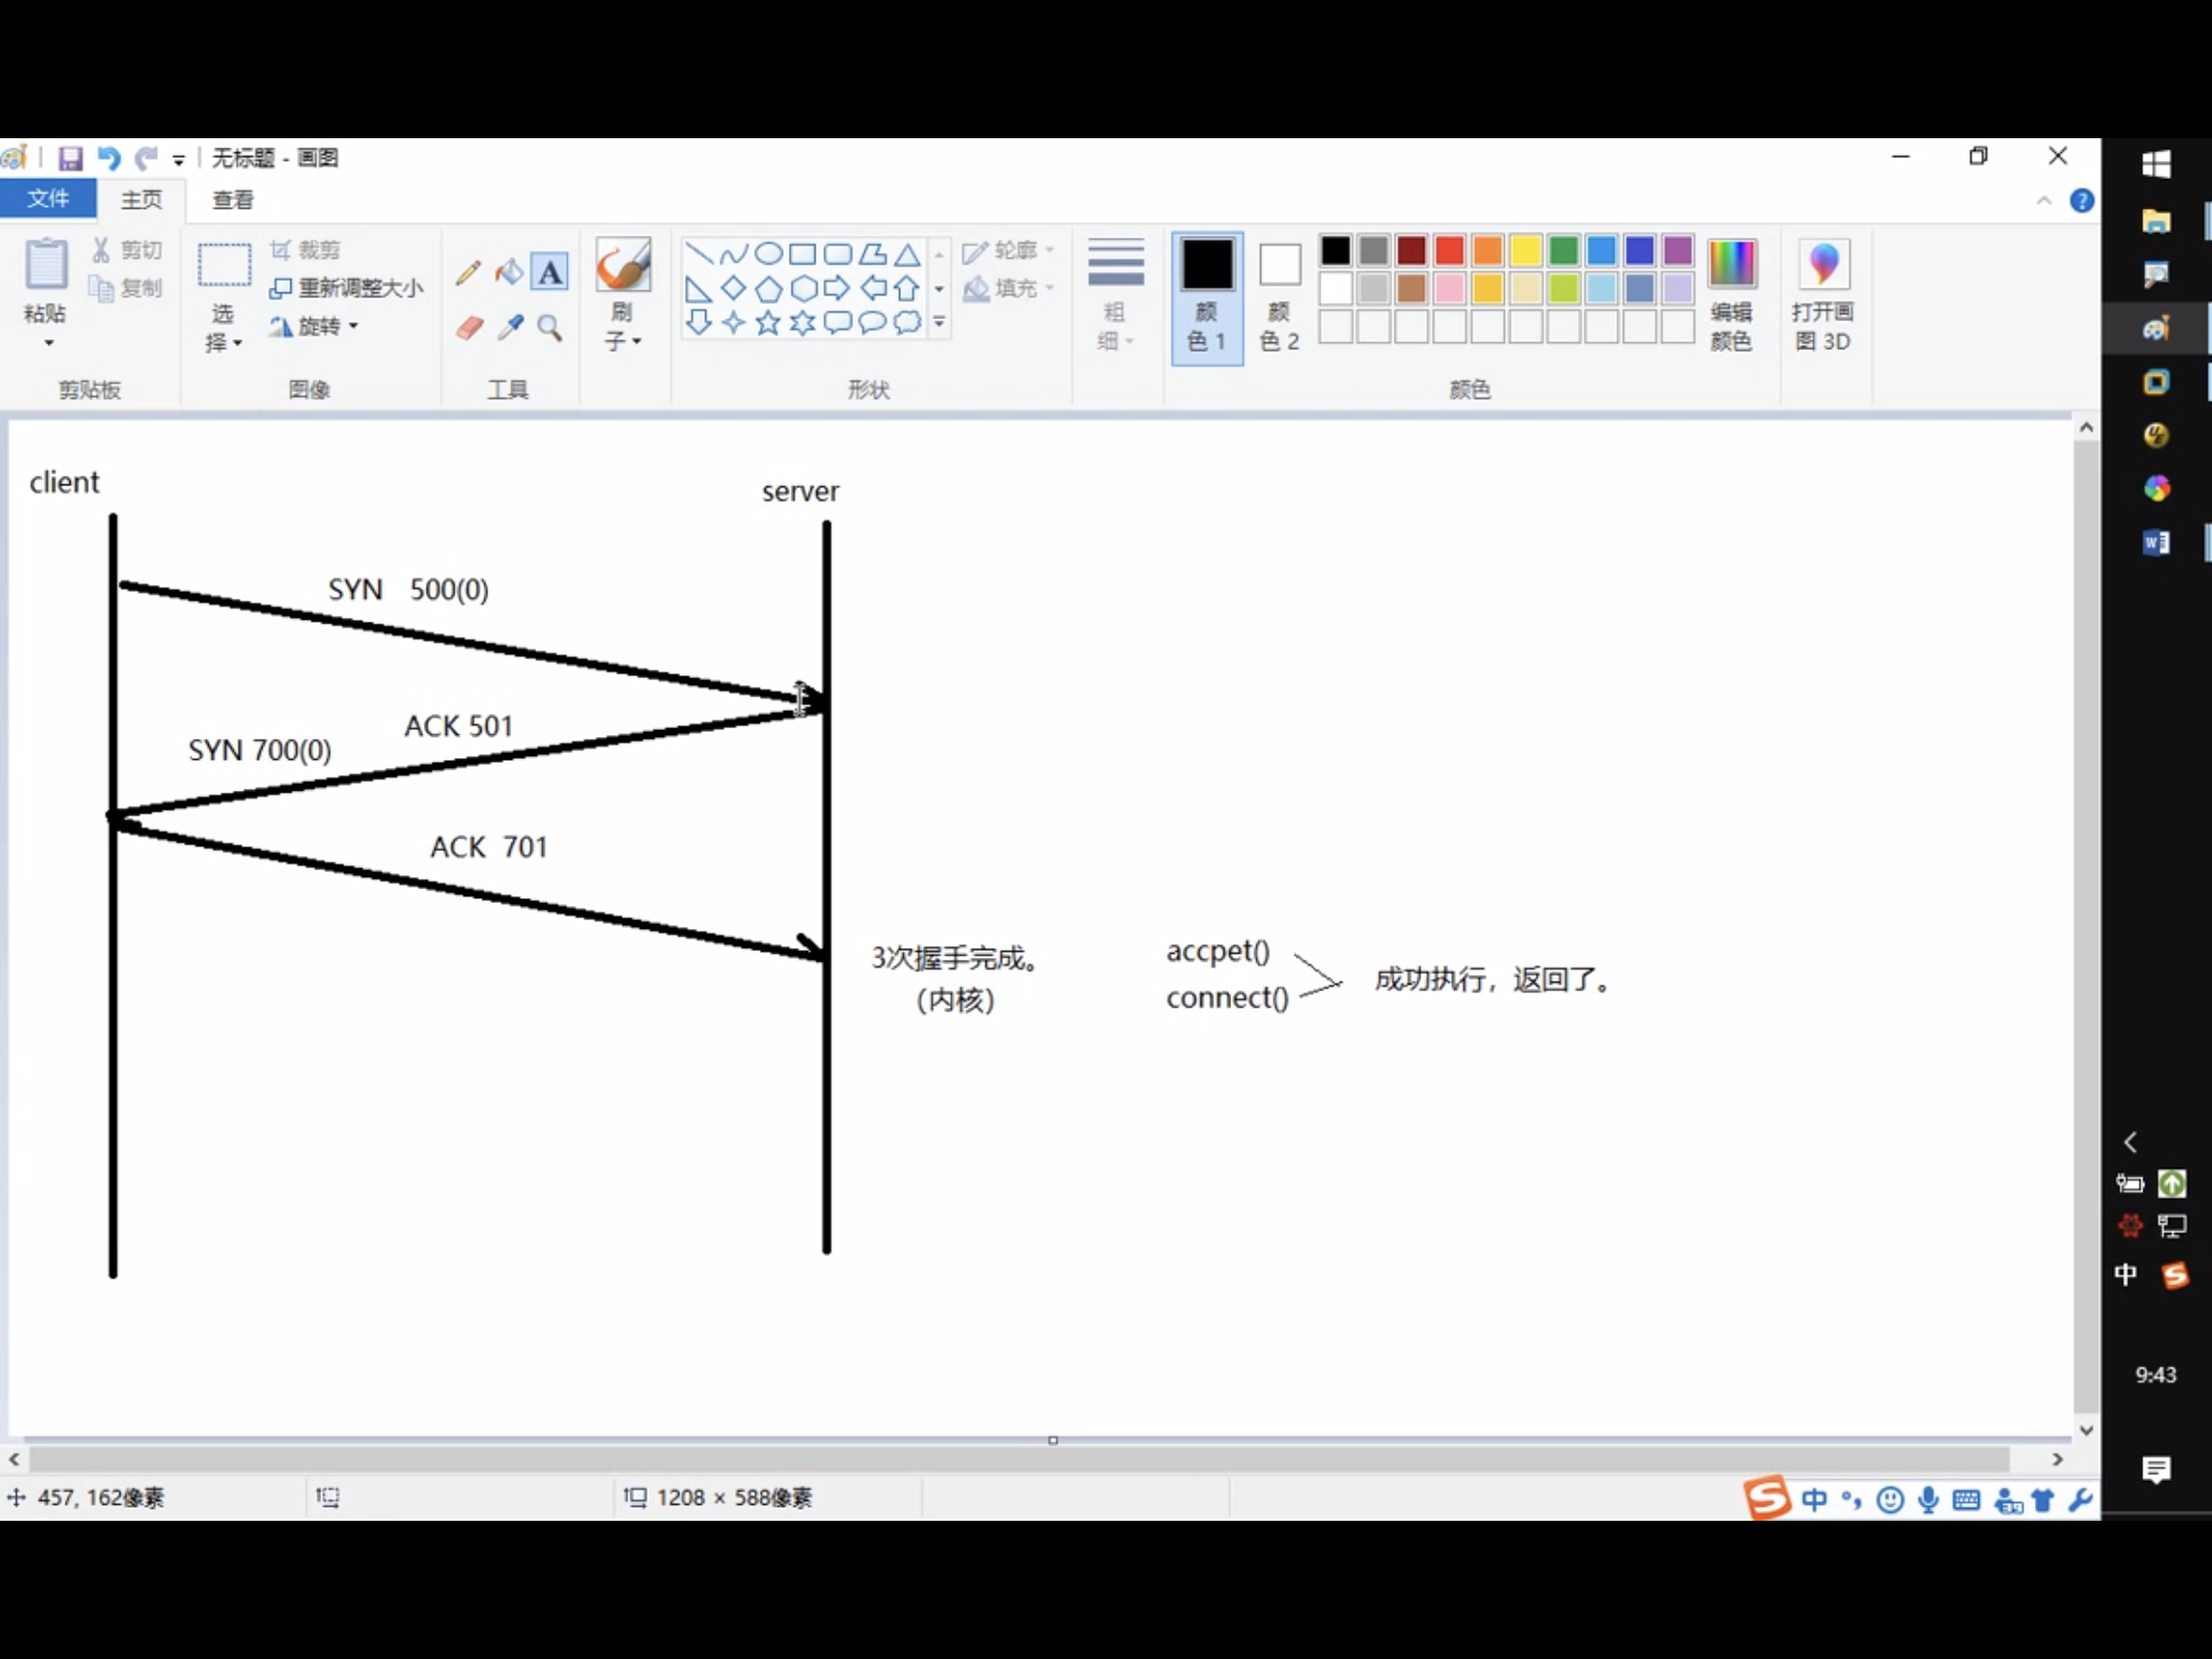 无标题 - 画图
文件 主页 查看
粘贴 剪切 复制
剪贴板
选择 裁剪 重新调整大小 旋转
图像
A
工具
刷子
形状
轮廓 填充
粗细
颜色 1
颜色 2
颜色
编辑颜色
打开画图 3D
client
server
SYN 500(0)
ACK 501
SYN 700(0)
ACK 701
3次握手完成。
(内核)
accpet()
connect()
成功执行，返回了。
457, 162像素
1208 × 588像素
中
中
9:43